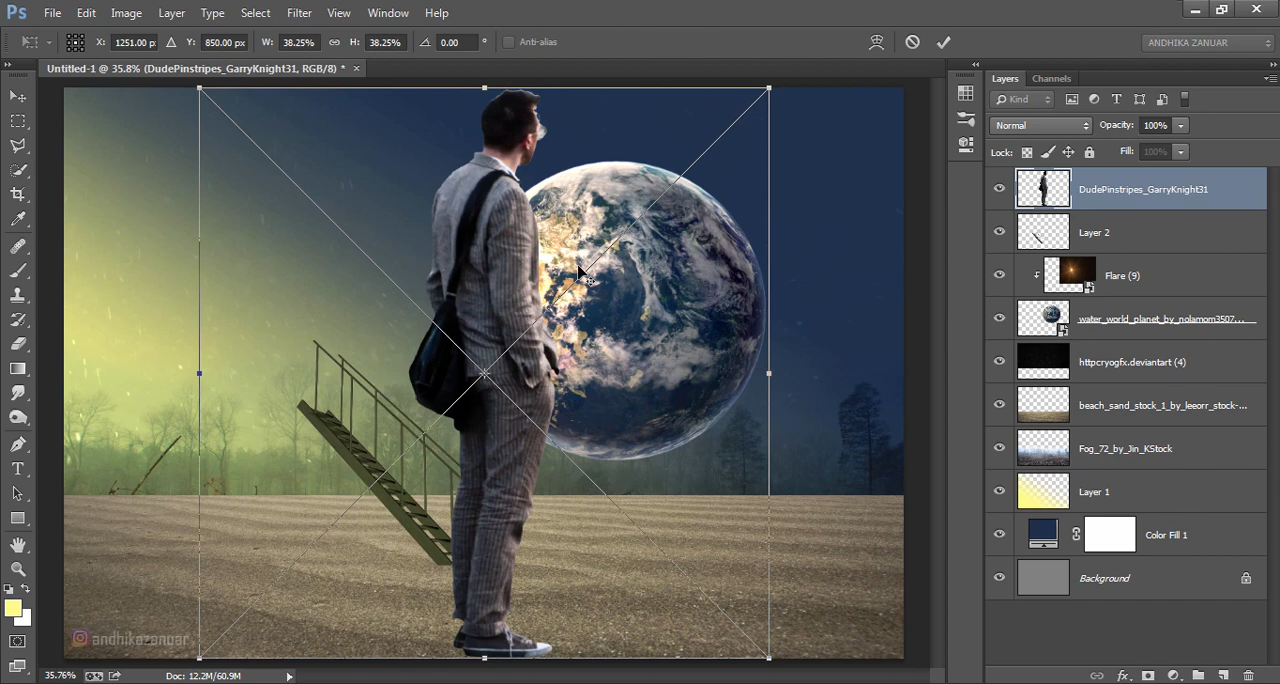 Ps File Edit Image Layer Type Select Filter View Window Help
X: 1251.00 p: Y: 850.00 px W: 38.25% H: 38.25% 0.00 ° Anti-alias ANDHIKA ZANUAR
Untitled-1 @ 35.8% (DudePinstripes_GarryKnight31, RGB/8) * ×
Layers Channels
Kind
Normal Opacity: 100%
Lock: Fill: 100%
DudePinstripes_GarryKnight31
Layer 2
Flare (9)
water_world_planet_by_nolamom3507...
httpcryogfx.deviantart (4)
beach_sand_stock_1_by_leeorr_stock-...
Fog_72_by_Jin_KStock
Layer 1
Color Fill 1
Background
andhikazanuar
35.76% Doc: 12.2M/60.9M